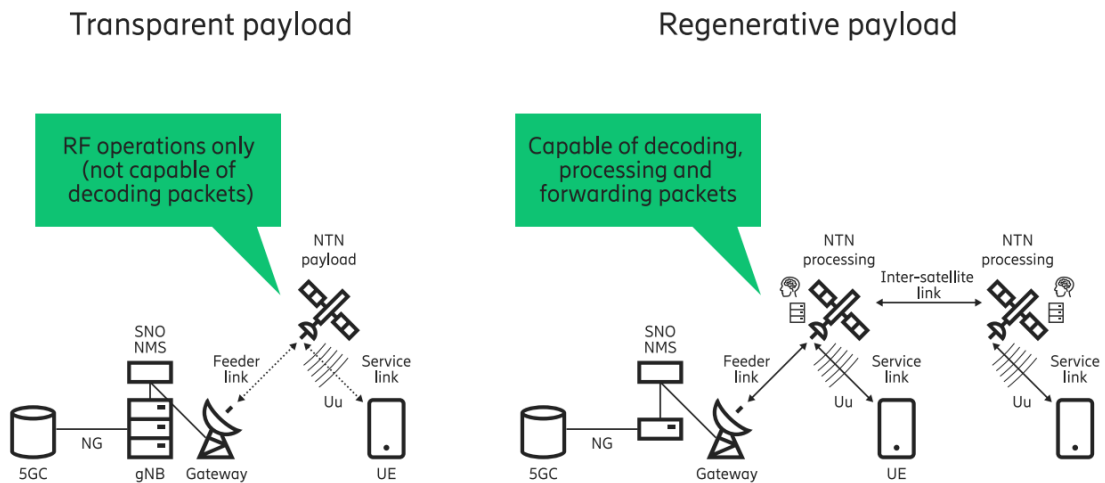 Transparent payload
RF operations only
(not capable of
decoding packets)
NTN
payload
SNO
NMS
Feeder
link
Service
link
Uu
NG
5GC
gNB
Gateway
UE
Regenerative payload
Capable of decoding,
processing and
forwarding packets
NTN
processing
NTN
processing
Inter-satellite
link
SNO
NMS
Feeder
link
Service
link
Service
link
Uu
Uu
NG
5GC
Gateway
UE